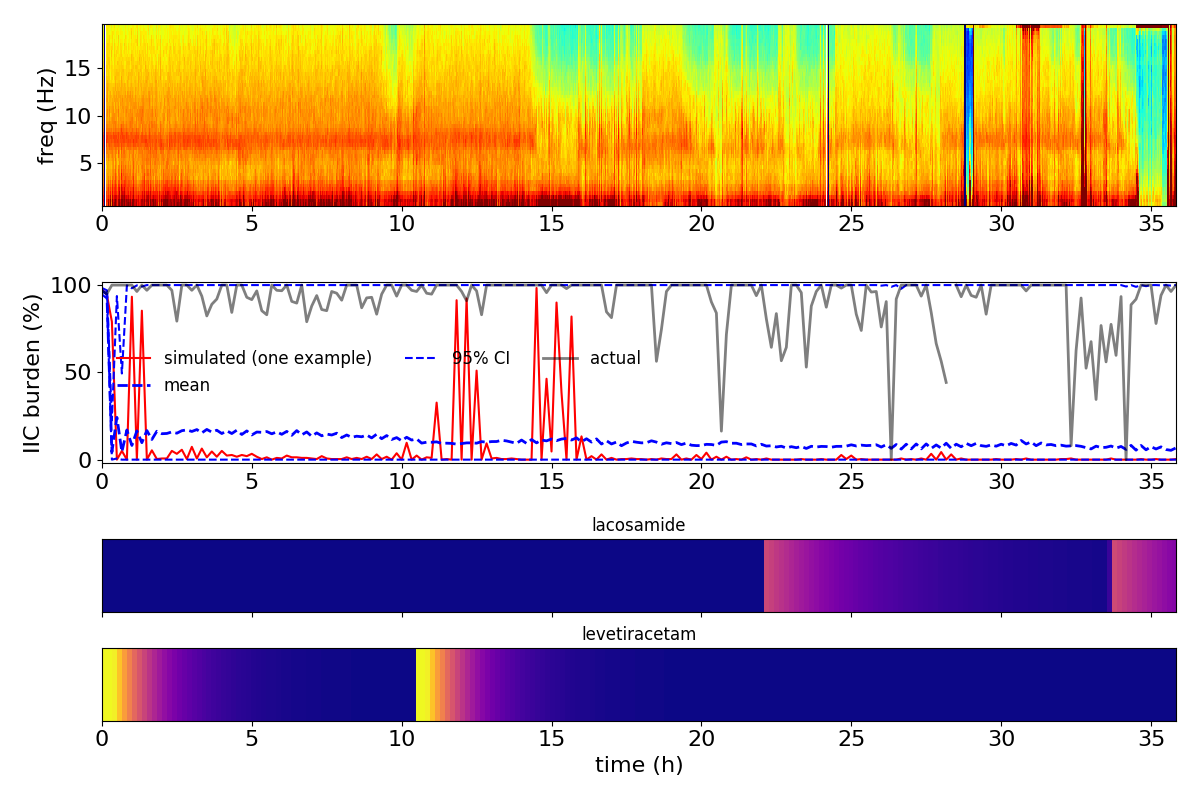 freq (Hz)
15
10
5
0 5 10 15 20 25 30 35
IIC burden (%)
100
50
0
simulated (one example) 95% CI actual
mean
0 5 10 15 20 25 30 35
lacosamide
levetiracetam
0 5 10 15 20 25 30 35
time (h)